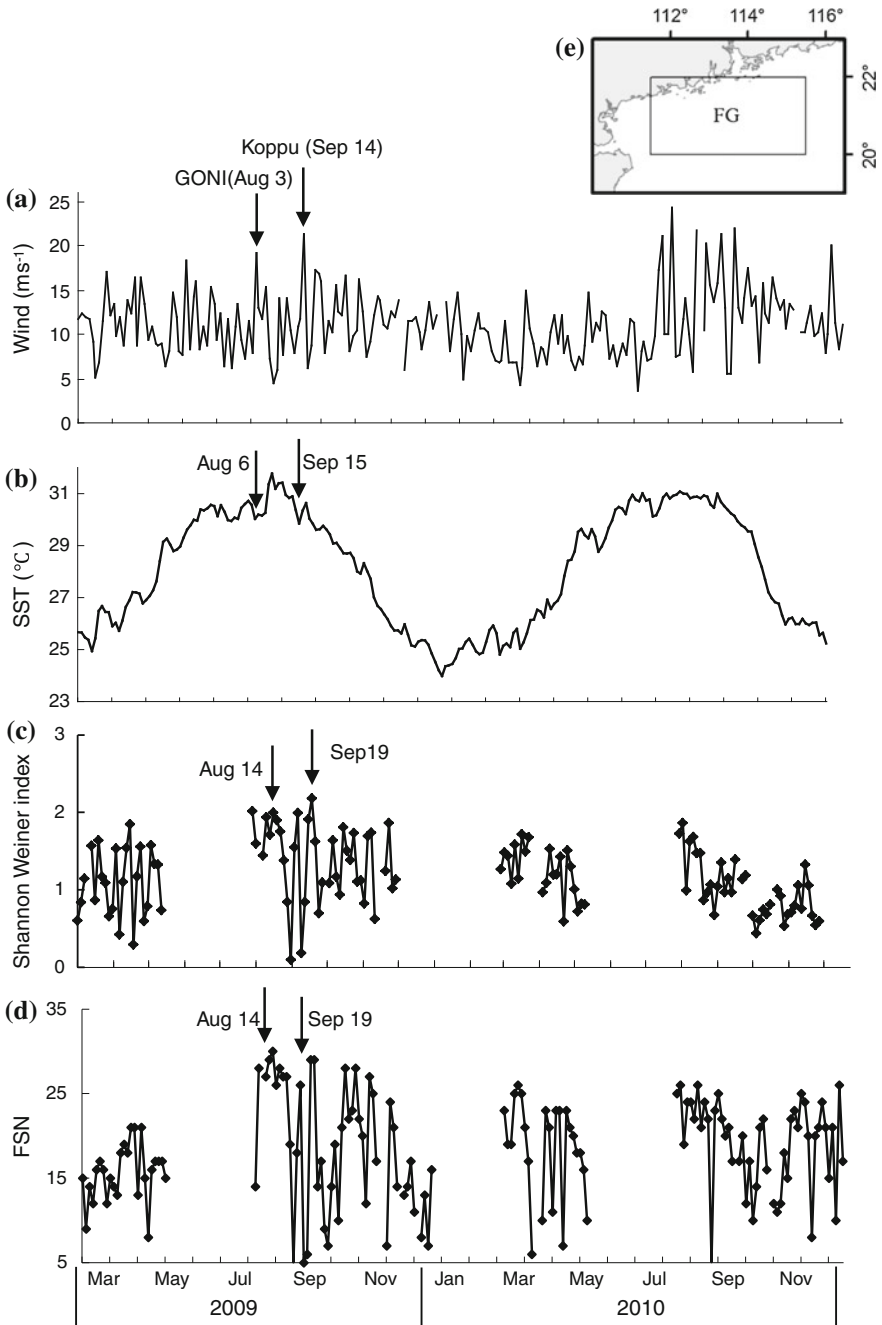 112° 114° 116°
(e)
22°
FG
20°
Koppu (Sep 14)
GONI(Aug 3)
(a)
25
20
15
10
5
0
Wind (ms⁻¹)
(b)
Aug 6
Sep 15
31
29
27
25
23
SST (°C)
(c)
3
2
1
0
Shannon Weiner index
Aug 14
Sep19
(d)
35
25
15
5
FSN
Aug 14
Sep 19
Mar May Jul Sep Nov Jan Mar May Jul Sep Nov
2009 2010